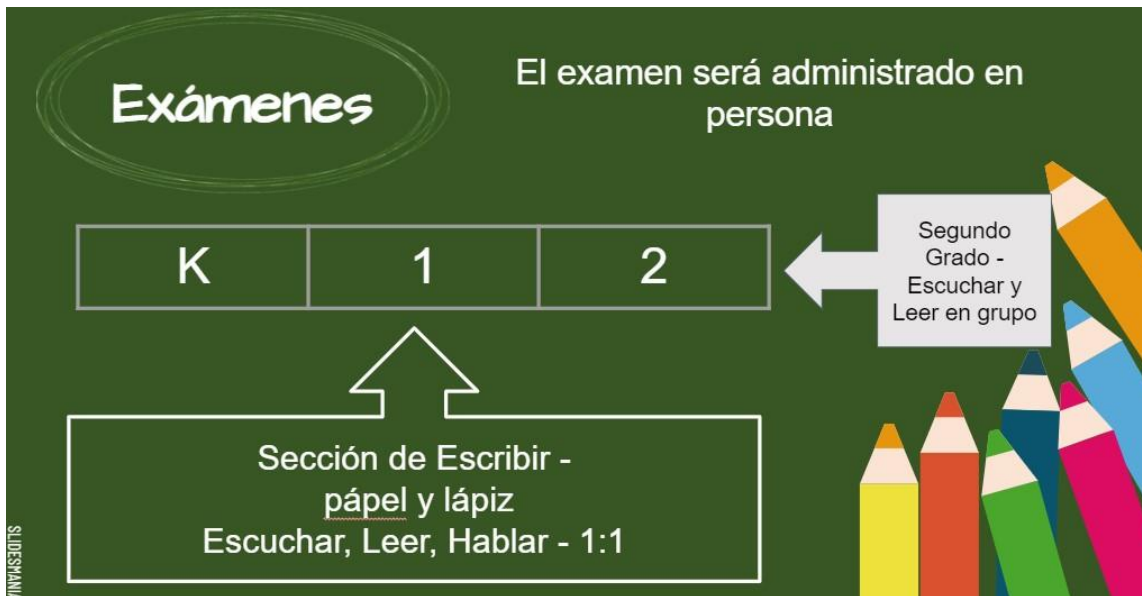 Exámenes
El examen será administrado en
persona
K 1 2
Segundo
Grado -
Escuchar y
Leer en grupo
Sección de Escribir -
pápel y lápiz
Escuchar, Leer, Hablar - 1:1
SLIDESMANIA